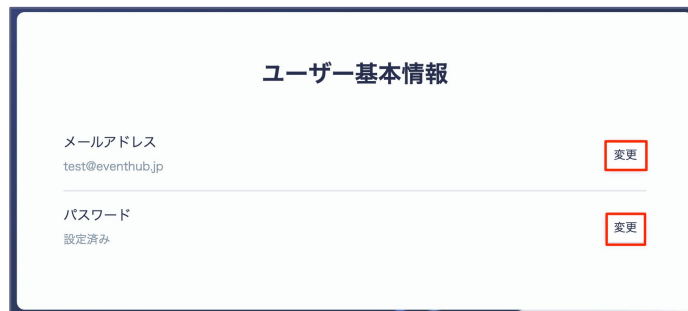 ユーザー基本情報
メールアドレス
test@eventhub.jp
変更
パスワード
設定済み
変更